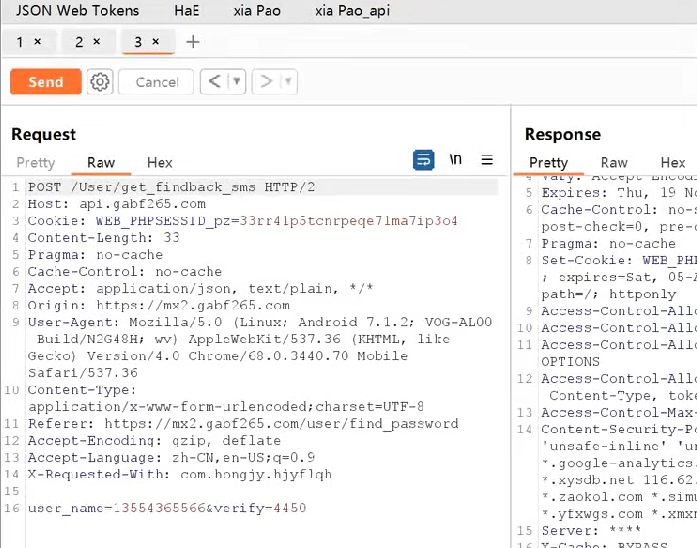 JSON Web Tokens HaE xia Pao xia Pao_api
1 × 2 × 3 × +
Send Cancel < ▾ > ▾
Request
Pretty Raw Hex \n
1 POST /User/get_findback_sms HTTP/2
2 Host: api.gabf265.com
3 Cookie: WEB_PHPSESSID_pz=33rr41p5tcnrpeqe71ma7ip3o4
4 Content-Length: 33
5 Pragma: no-cache
6 Cache-Control: no-cache
7 Accept: application/json, text/plain, */*
8 Origin: https://mx2.gabf265.com
9 User-Agent: Mozilla/5.0 (Linux; Android 7.1.2; VOG-AL00
Build/N2G48H; wv) AppleWebKit/537.36 (KHTML, like
Gecko) Version/4.0 Chrome/68.0.3440.70 Mobile
Safari/537.36
10 Content-Type:
application/x-www-form-urlencoded;charset=UTF-8
11 Referer: https://mx2.gabf265.com/user/find_password
12 Accept-Encoding: gzip, deflate
13 Accept-Language: zh-CN,en-US;q=0.9
14 X-Requested-With: com.hongjy.hjyflqh
15
16 user_name=13554365566&verify=4450
Response
Pretty Raw Hex
4 Vary: Accept-Encodi
5 Expires: Thu, 19 No
6 Cache-Control: no-s
post-check=0, pre-c
7 Pragma: no-cache
8 Set-Cookie: WEB_PHP
; expires=Sat, 05-A
path=/; httponly
9 Access-Control-Allo
10 Access-Control-Allo
11 Access-Control-Allo
OPTIONS
12 Access-Control-Allo
Content-Type, toke
13 Access-Control-Max-
14 Content-Security-Po
'unsafe-inline' 'un
*.google-analytics.
*.xysdb.net 116.62.
*.zaokol.com *.simu
*.yfxwgs.com *.xmxn
15 Server: ****
16 X-Cache: BYPASS